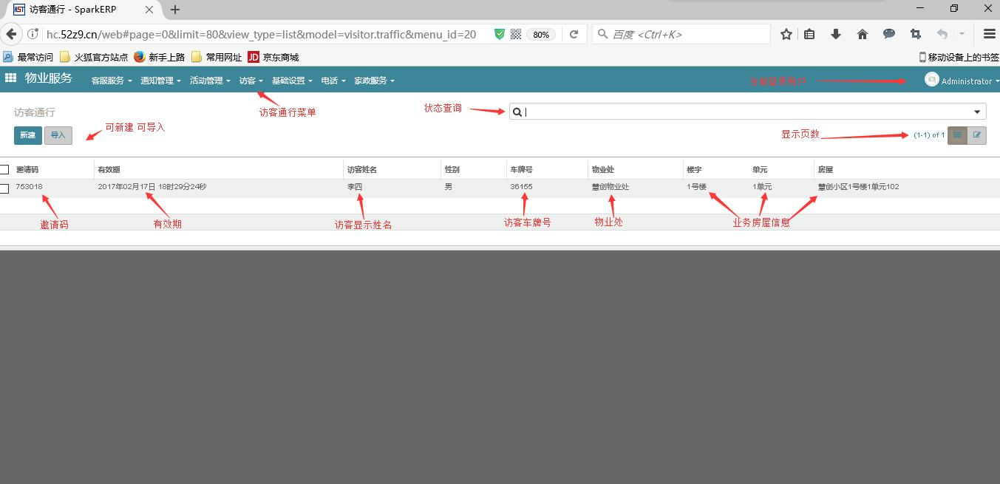 HST 访客通行 - SparkERP
hc.52z9.cn/web#page=0&limit=80&view_type=list&model=visitor.traffic&menu_id=20 80% 百度 <Ctrl+K>
最常访问 火狐官方站点 新手上路 常用网址 JD 京东商城 移动设备上的书签
物业服务 客服服务 通知管理 活动管理 访客 基础设置 电话 家政服务 当前登录用户 Administrator
访客通行 访客通行菜单 状态查询
新建 导入 可新建 可导入 显示页数 (1-1) of 1
邀请码 有效期 访客姓名 性别 车牌号 物业处 楼宇 单元 房屋
753018 2017年02月17日 18时29分24秒 李四 男 36155 慧创物业处 1号楼 1单元 慧创小区1号楼1单元102
邀请码 有效期 访客显示姓名 访客车牌号 物业处 业务房屋信息